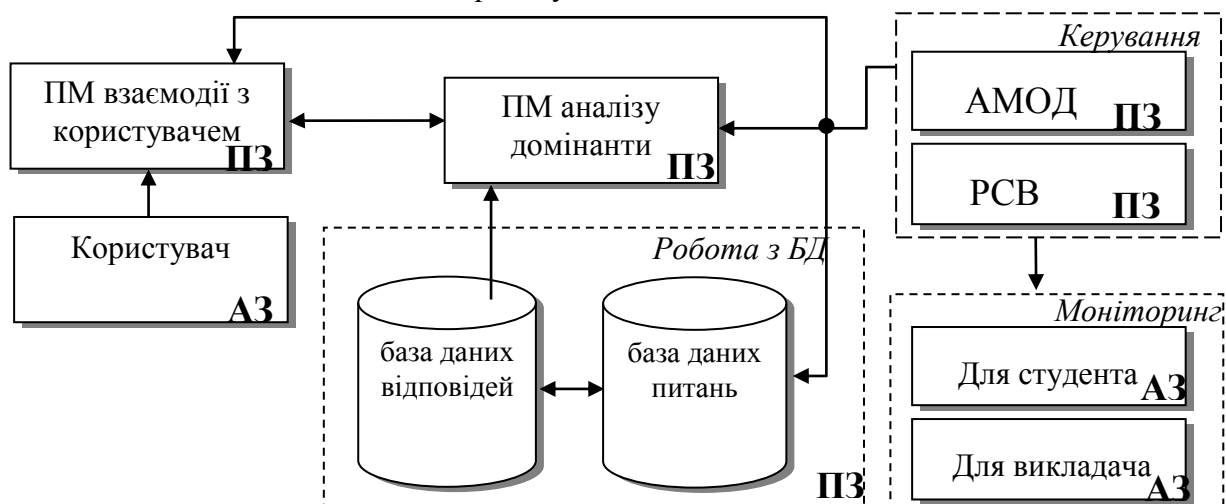 Керування
ПМ взаємодії з
користувачем
ПЗ
ПМ аналізу
домінанти
ПЗ
АМОД
ПЗ
РСВ
ПЗ
Користувач
АЗ
Робота з БД
база даних
відповідей
база даних
питань
ПЗ
Моніторинг
Для студента
АЗ
Для викладача
АЗ